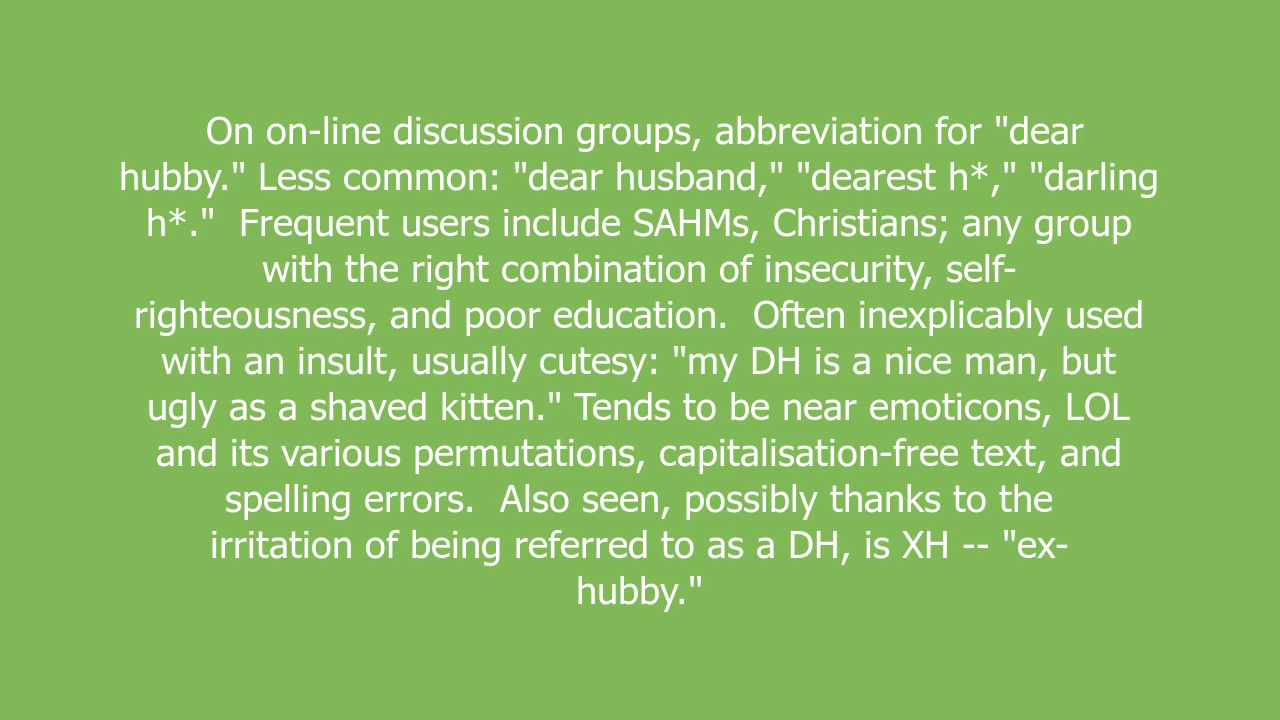 On on-line discussion groups, abbreviation for "dear
hubby." Less common: "dear husband," "dearest h*," "darling
h*."  Frequent users include SAHMs, Christians; any group
with the right combination of insecurity, self-
righteousness, and poor education.  Often inexplicably used
with an insult, usually cutesy: "my DH is a nice man, but
ugly as a shaved kitten." Tends to be near emoticons, LOL
and its various permutations, capitalisation-free text, and
spelling errors.  Also seen, possibly thanks to the
irritation of being referred to as a DH, is XH -- "ex-
hubby."